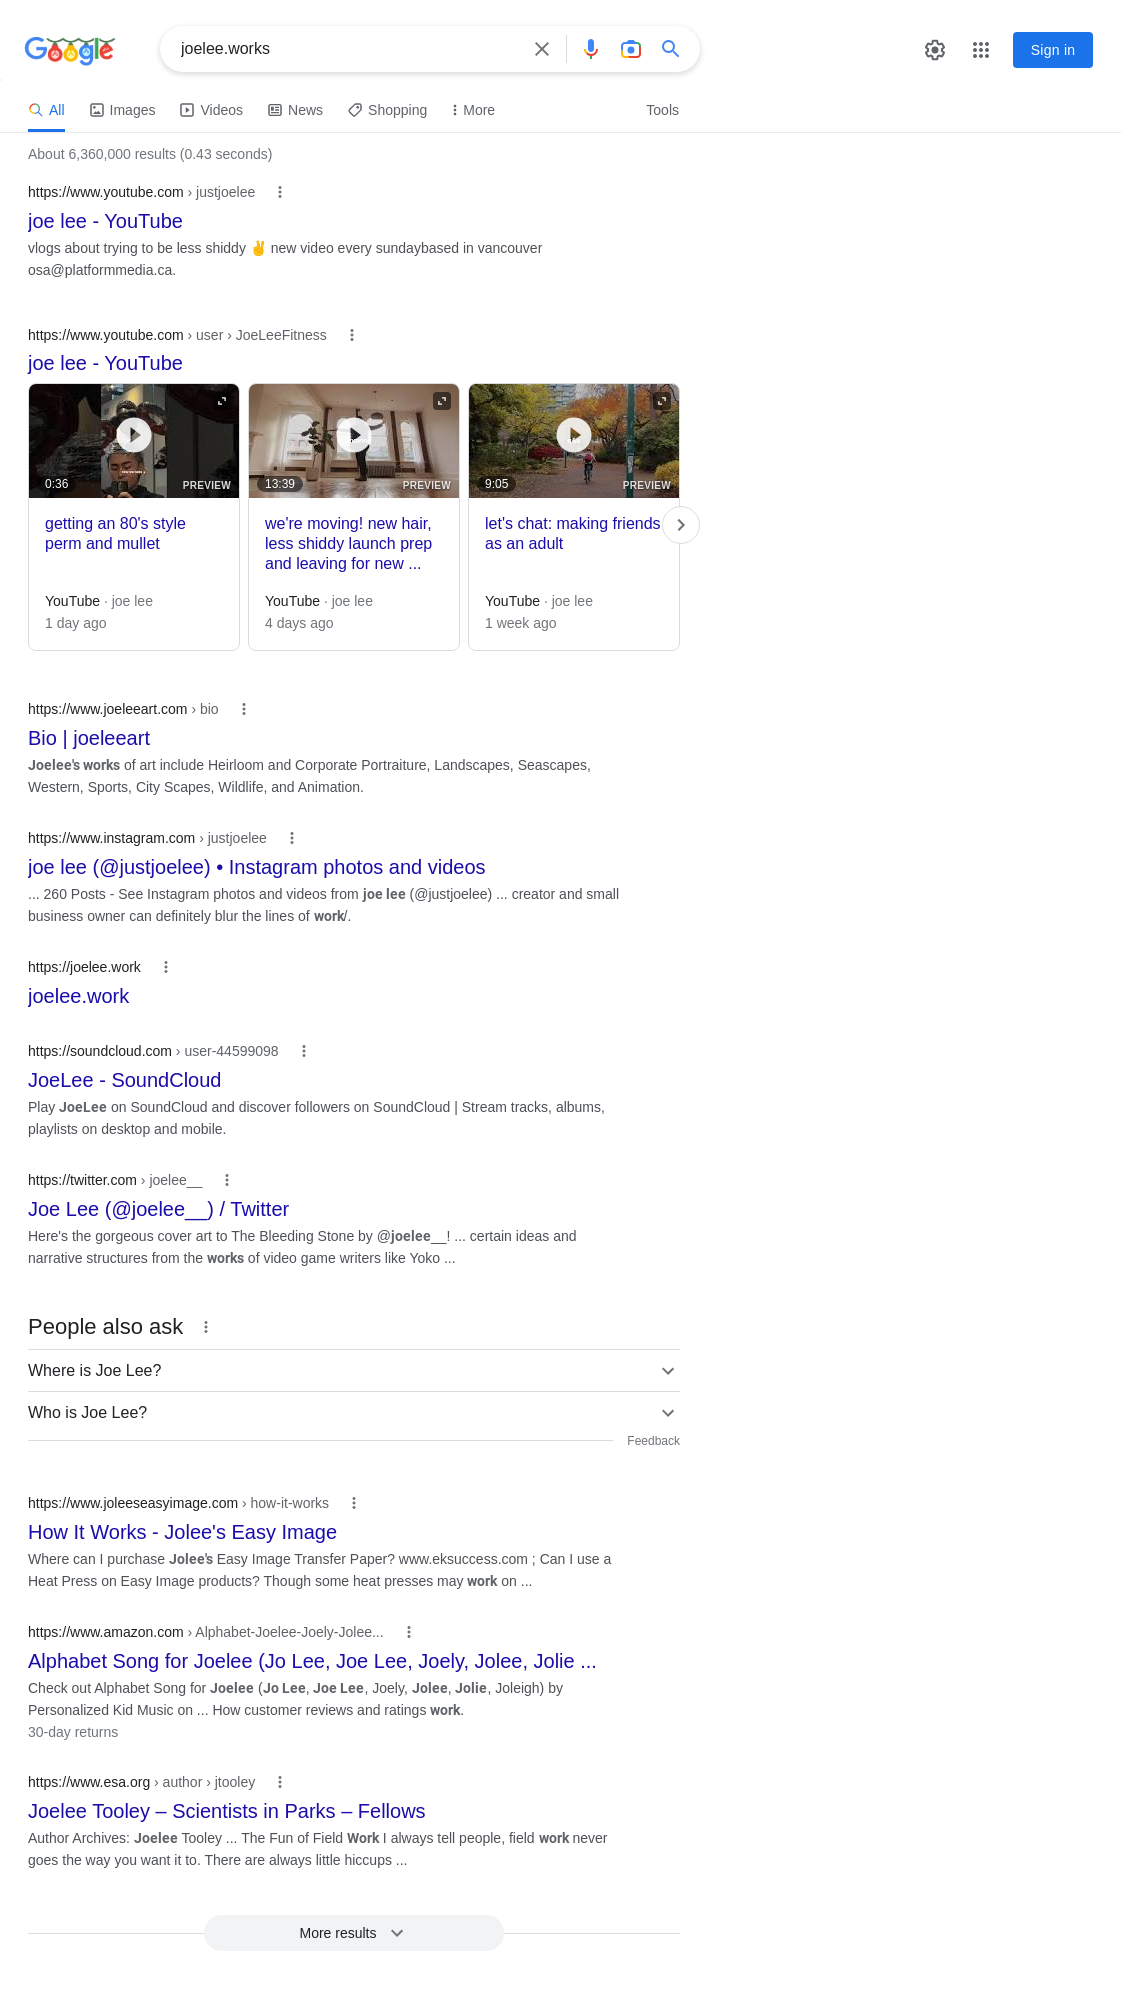 Google
joelee.works
Sign in
All
Images
Videos
News
Shopping
More
Tools
About 6,360,000 results (0.43 seconds)
https://www.youtube.com › justjoelee
joe lee - YouTube
vlogs about trying to be less shiddy ✌️ new video every sundaybased in vancouver
osa@platformmedia.ca.
https://www.youtube.com › user › JoeLeeFitness
joe lee - YouTube
0:36
PREVIEW
13:39
PREVIEW
9:05
PREVIEW
getting an 80's style
perm and mullet
YouTube · joe lee
1 day ago
we're moving! new hair,
less shiddy launch prep
and leaving for new ...
YouTube · joe lee
4 days ago
let's chat: making friends
as an adult
YouTube · joe lee
1 week ago
https://www.joeleeart.com › bio
Bio | joeleeart
Joelee's works of art include Heirloom and Corporate Portraiture, Landscapes, Seascapes,
Western, Sports, City Scapes, Wildlife, and Animation.
https://www.instagram.com › justjoelee
joe lee (@justjoelee) • Instagram photos and videos
... 260 Posts - See Instagram photos and videos from joe lee (@justjoelee) ... creator and small
business owner can definitely blur the lines of work/.
https://joelee.work
joelee.work
https://soundcloud.com › user-44599098
JoeLee - SoundCloud
Play JoeLee on SoundCloud and discover followers on SoundCloud | Stream tracks, albums,
playlists on desktop and mobile.
https://twitter.com › joelee__
Joe Lee (@joelee__) / Twitter
Here's the gorgeous cover art to The Bleeding Stone by @joelee__! ... certain ideas and
narrative structures from the works of video game writers like Yoko ...
People also ask
Where is Joe Lee?
Who is Joe Lee?
Feedback
https://www.joleeseasyimage.com › how-it-works
How It Works - Jolee's Easy Image
Where can I purchase Jolee's Easy Image Transfer Paper? www.eksuccess.com ; Can I use a
Heat Press on Easy Image products? Though some heat presses may work on ...
https://www.amazon.com › Alphabet-Joelee-Joely-Jolee...
Alphabet Song for Joelee (Jo Lee, Joe Lee, Joely, Jolee, Jolie ...
Check out Alphabet Song for Joelee (Jo Lee, Joe Lee, Joely, Jolee, Jolie, Joleigh) by
Personalized Kid Music on ... How customer reviews and ratings work.
30-day returns
https://www.esa.org › author › jtooley
Joelee Tooley – Scientists in Parks – Fellows
Author Archives: Joelee Tooley ... The Fun of Field Work I always tell people, field work never
goes the way you want it to. There are always little hiccups ...
More results